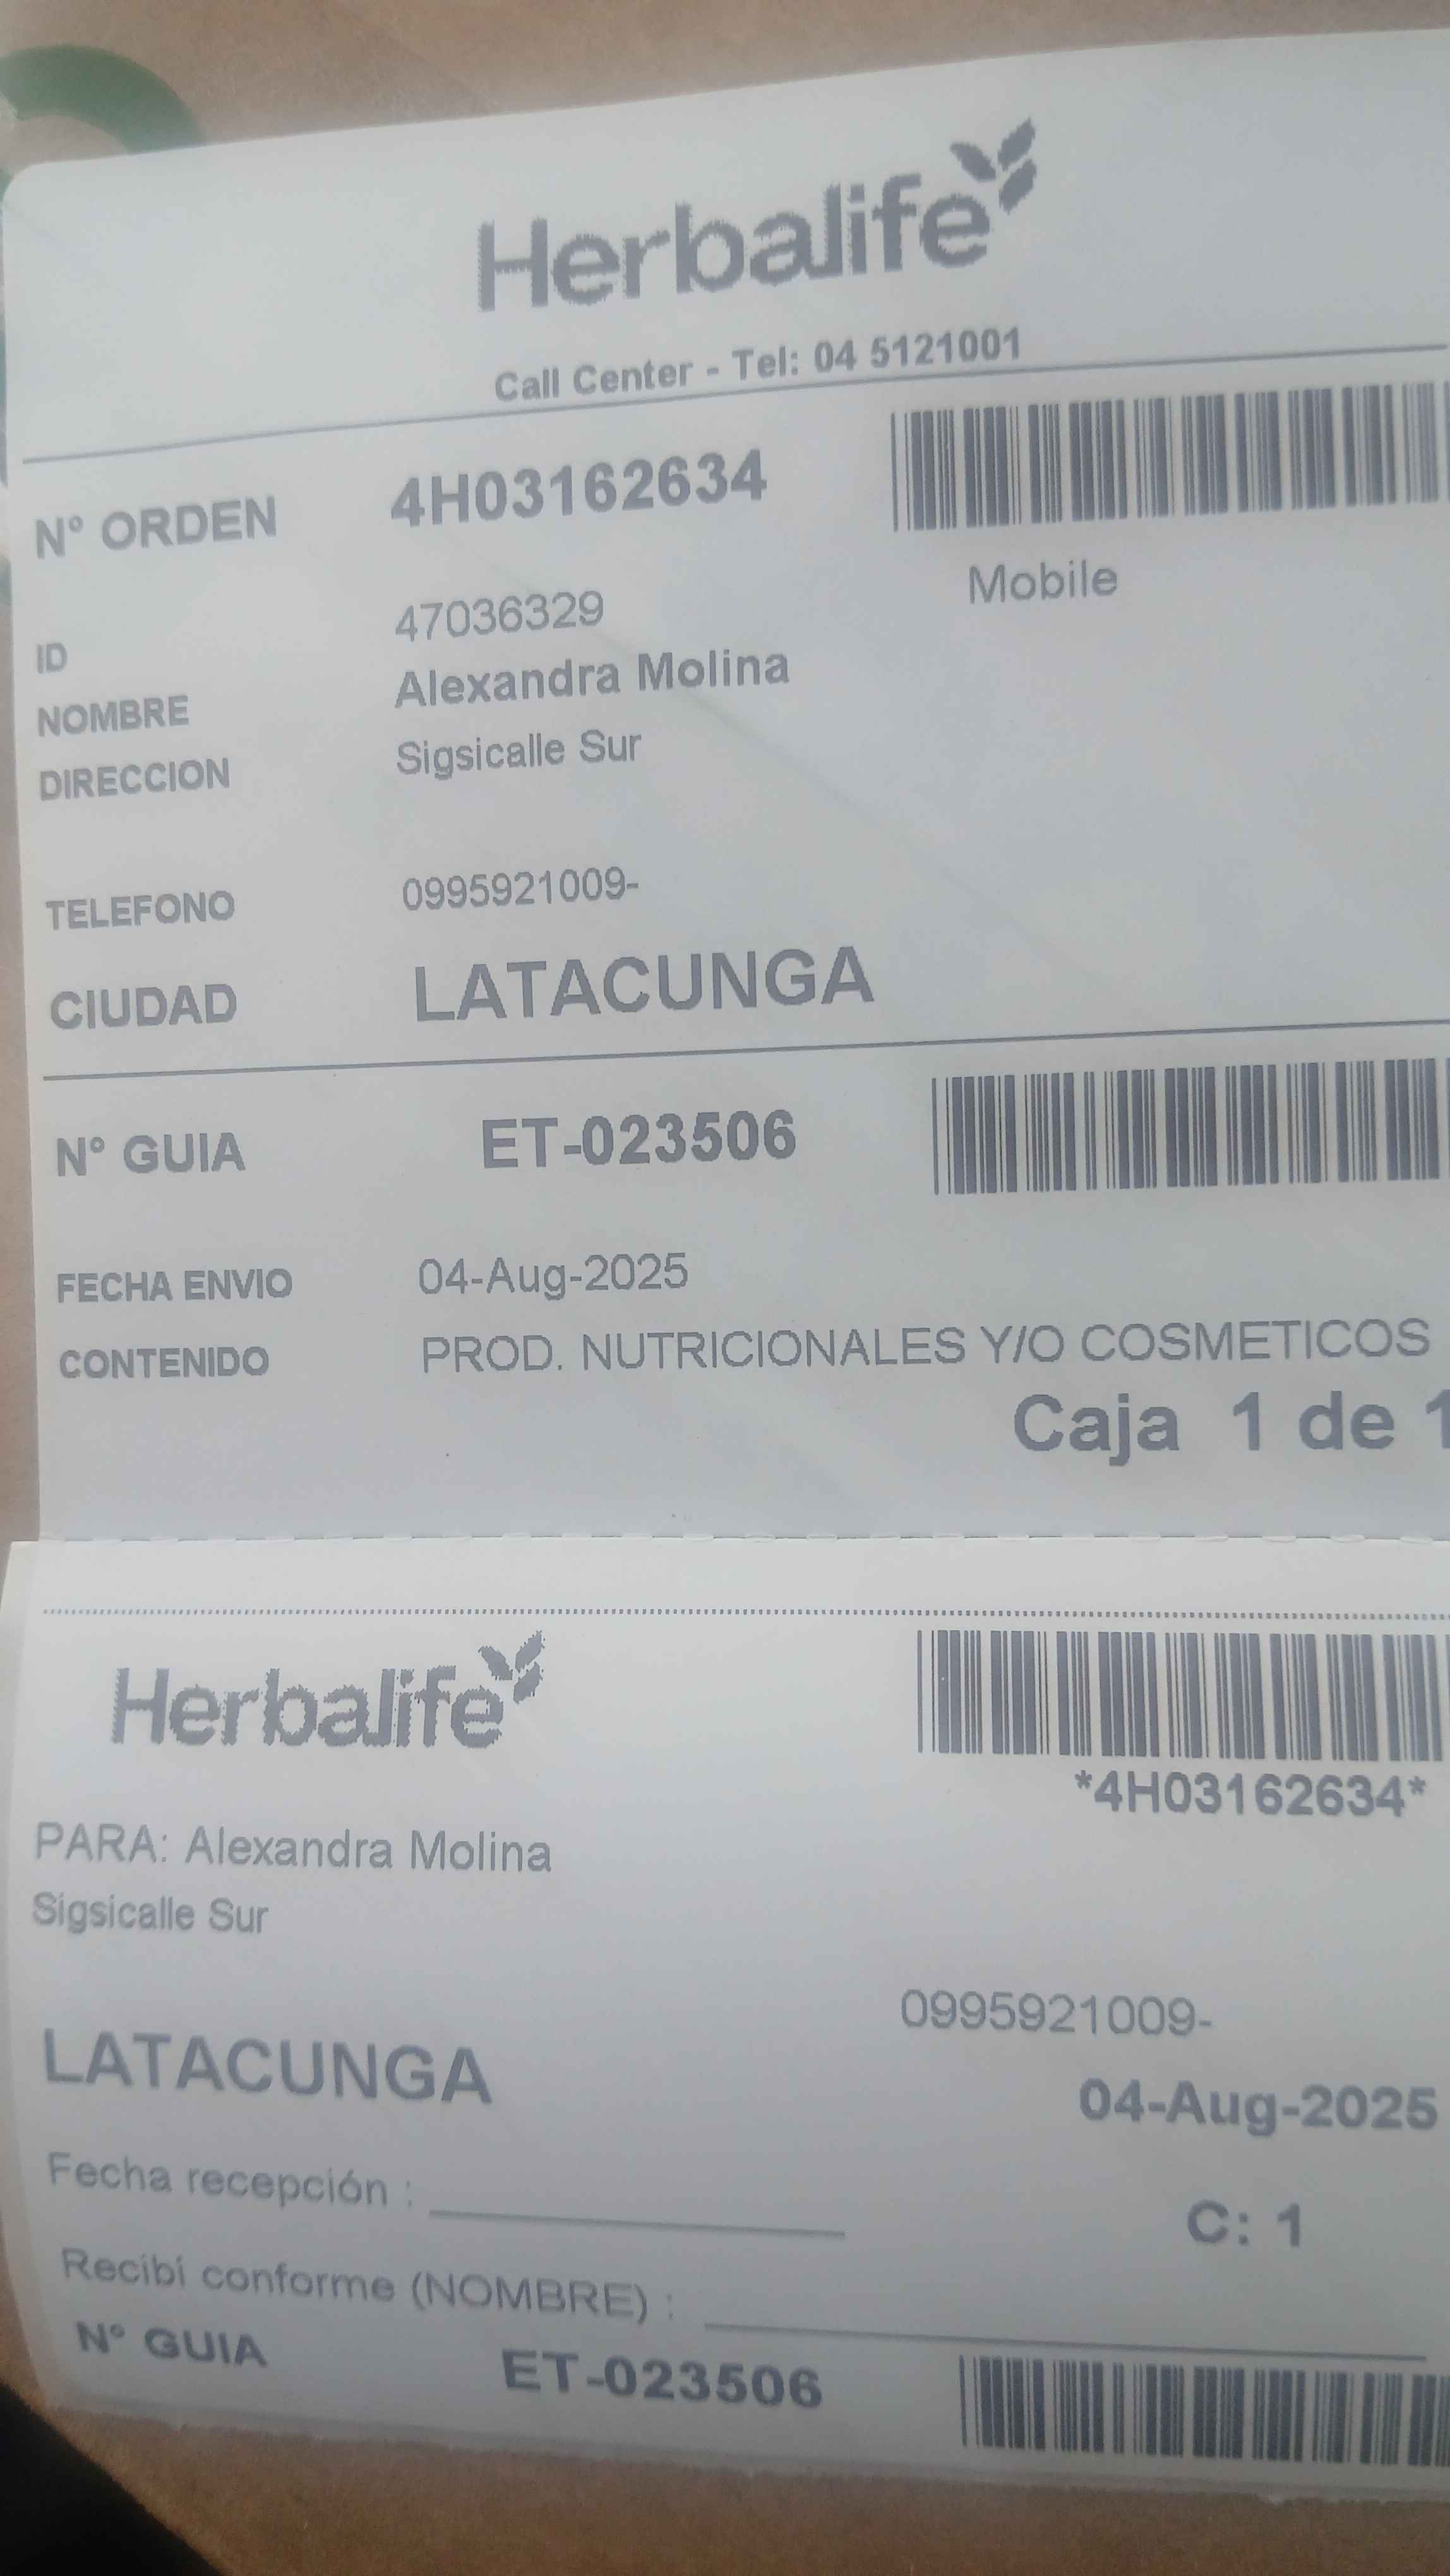 Herbalife
Call Center - Tel: 04 5121001
N° ORDEN 4H03162634
Mobile
ID 47036329
NOMBRE Alexandra Molina
DIRECCION Sigsicalle Sur
TELEFONO 0995921009-
CIUDAD LATACUNGA
N° GUIA ET-023506
FECHA ENVIO 04-Aug-2025
CONTENIDO PROD. NUTRICIONALES Y/O COSMETICOS
Caja 1 de 1
Herbalife
*4H03162634*
PARA: Alexandra Molina
Sigsicalle Sur
0995921009-
LATACUNGA
04-Aug-2025
Fecha recepción :
C: 1
Recibí conforme (NOMBRE) :
N° GUIA ET-023506